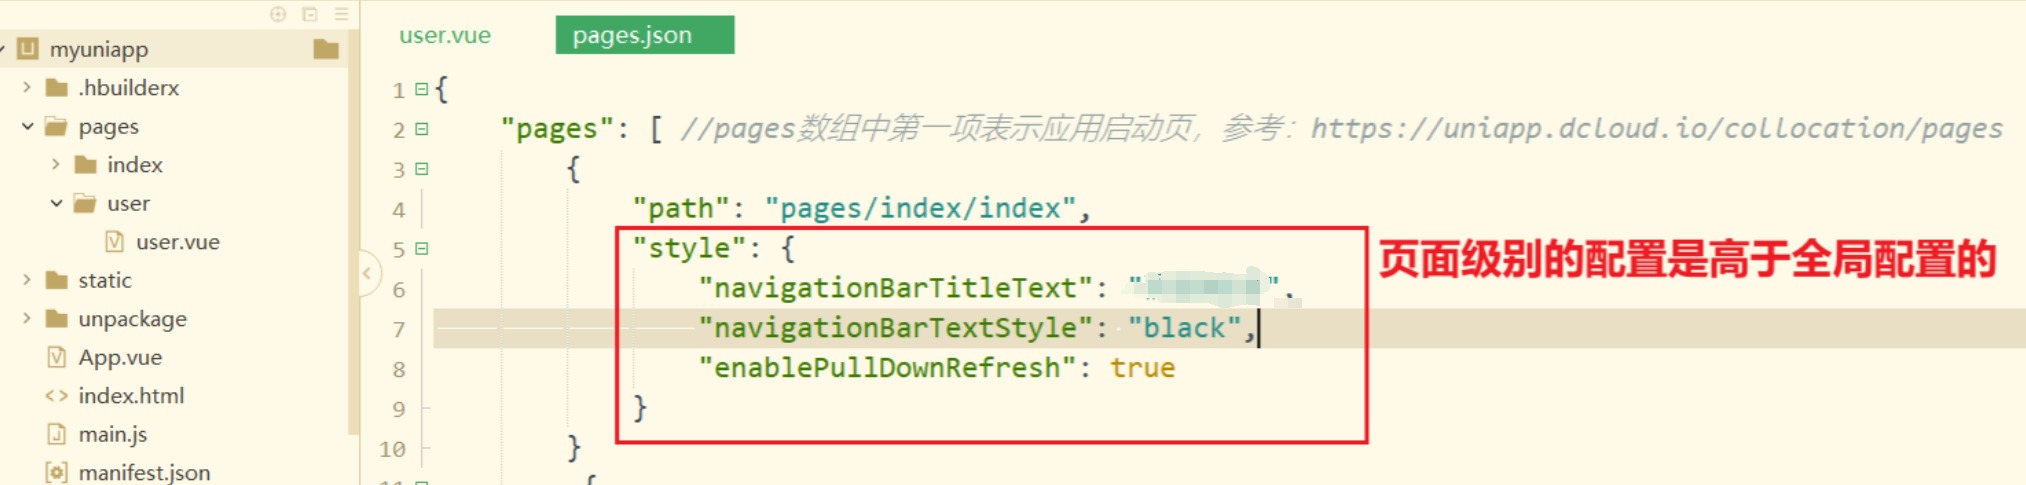 myuniapp
.hbuilderx
pages
index
user
user.vue
static
unpackage
App.vue
index.html
main.js
manifest.json
user.vue
pages.json
1 {
2 "pages": [ //pages数组中第一项表示应用启动页，参考：https://uniapp.dcloud.io/collocation/pages
3 {
4 "path": "pages/index/index",
5 "style": {
6 "navigationBarTitleText": "",
7 "navigationBarTextStyle": "black",
8 "enablePullDownRefresh": true
9 }
10 }
11 {
页面级别的配置是高于全局配置的